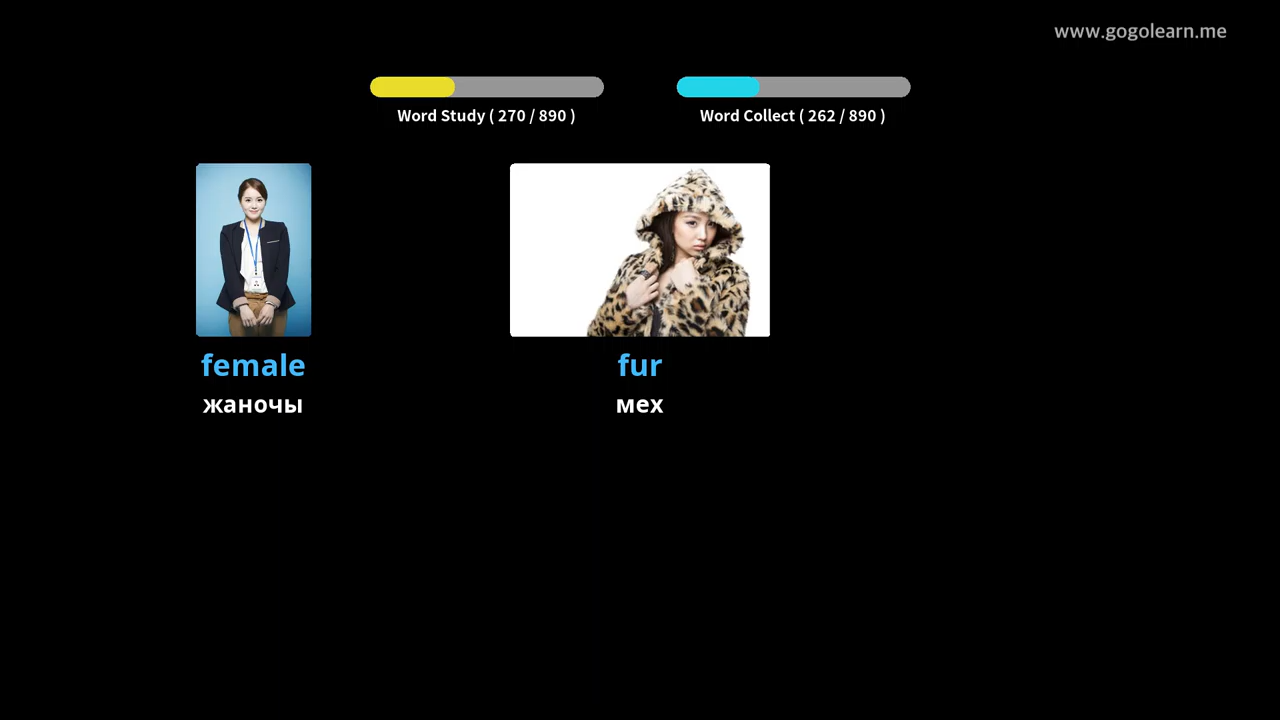 www.gogolearn.me
Word Study ( 270 / 890 )
Word Collect ( 262 / 890 )
female
жаночы
fur
мех